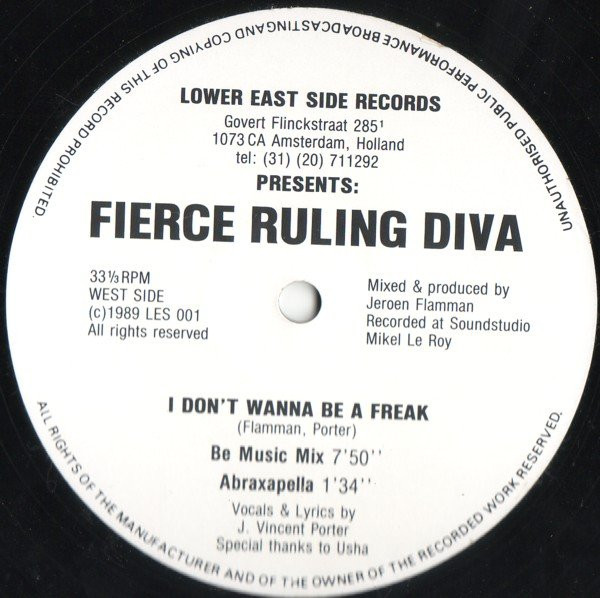 UNAUTHORISED PUBLIC PERFORMANCE BROADCASTING AND COPYING OF THIS RECORD PROHIBITED.
LOWER EAST SIDE RECORDS
Govert Flinckstraat 285¹
1073 CA Amsterdam, Holland
tel: (31) (20) 711292
PRESENTS:
FIERCE RULING DIVA
33⅓ RPM
WEST SIDE
(c)1989 LES 001
All rights reserved
Mixed & produced by
Jeroen Flamman
Recorded at Soundstudio
Mikel Le Roy
I DON'T WANNA BE A FREAK
(Flamman, Porter)
Be Music Mix 7'50''
Abraxapella 1'34''
Vocals & Lyrics by
J. Vincent Porter
Special thanks to Usha
ALL RIGHTS OF THE MANUFACTURER AND OF THE OWNER OF THE RECORDED WORK RESERVED.